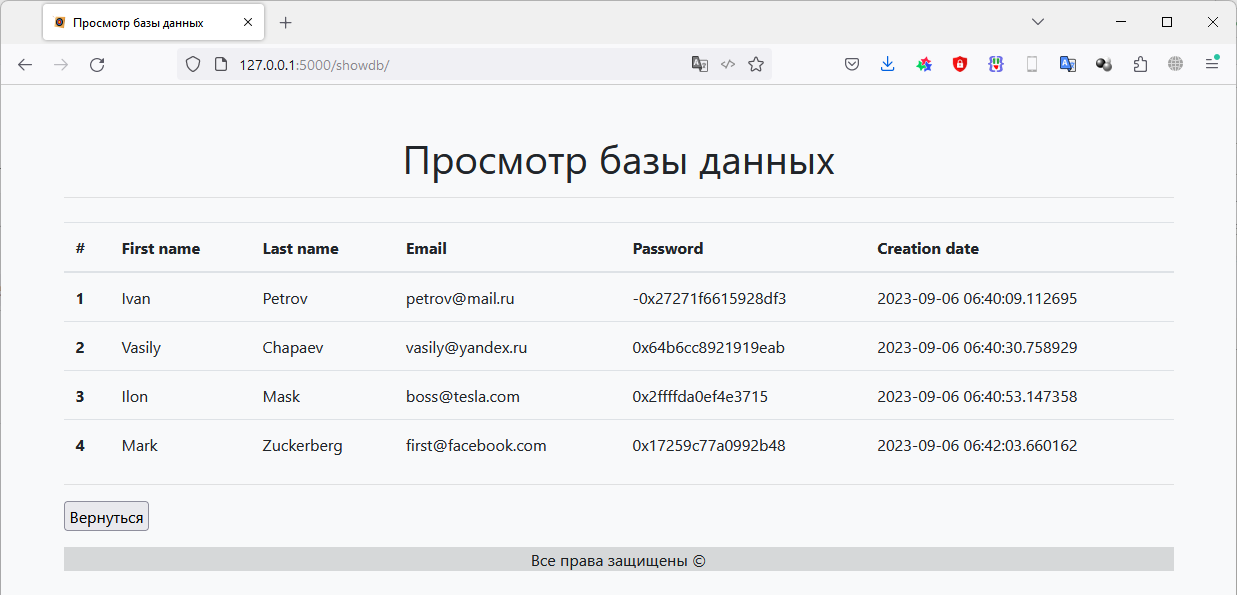 Просмотр базы данных
127.0.0.1:5000/showdb/
Просмотр базы данных
# First name Last name Email Password Creation date
1 Ivan Petrov petrov@mail.ru -0x27271f6615928df3 2023-09-06 06:40:09.112695
2 Vasily Chapaev vasily@yandex.ru 0x64b6cc8921919eab 2023-09-06 06:40:30.758929
3 Ilon Mask boss@tesla.com 0x2ffffda0ef4e3715 2023-09-06 06:40:53.147358
4 Mark Zuckerberg first@facebook.com 0x17259c77a0992b48 2023-09-06 06:42:03.660162
Вернуться
Все права защищены ©